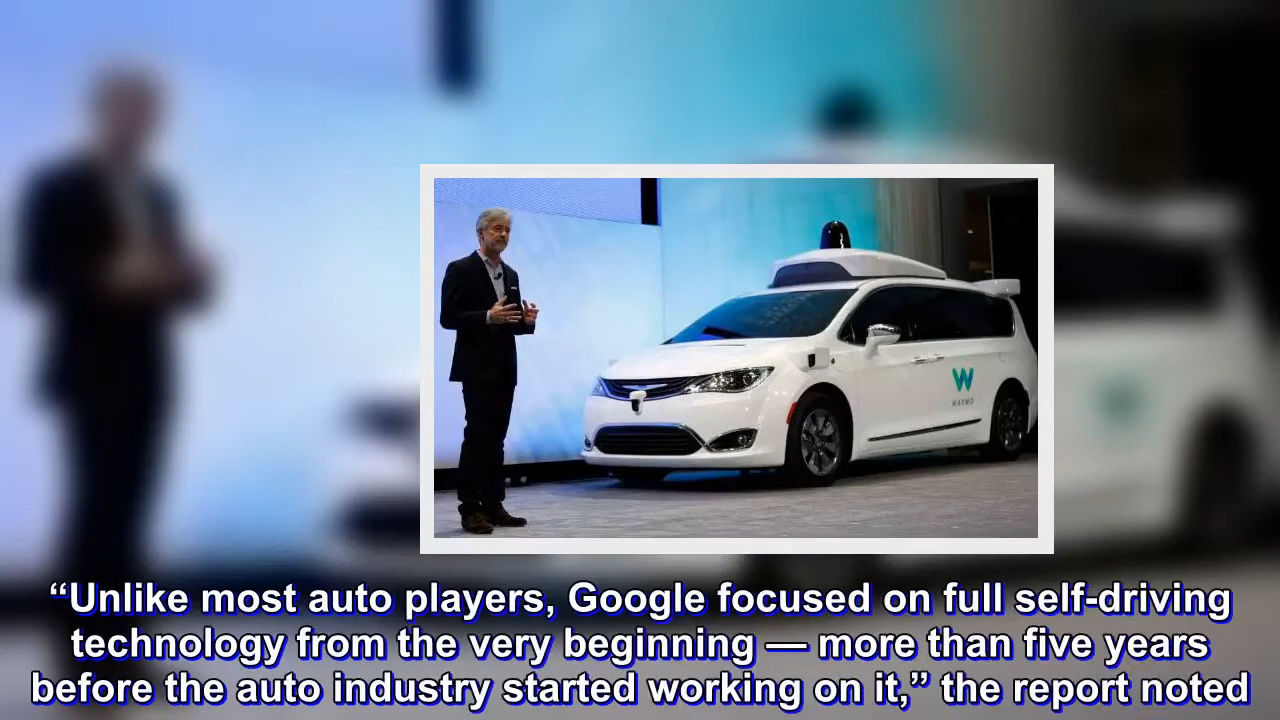 WAYMO
“Unlike most auto players, Google focused on full self-driving
technology from the very beginning — more than five years
before the auto industry started working on it,” the report noted